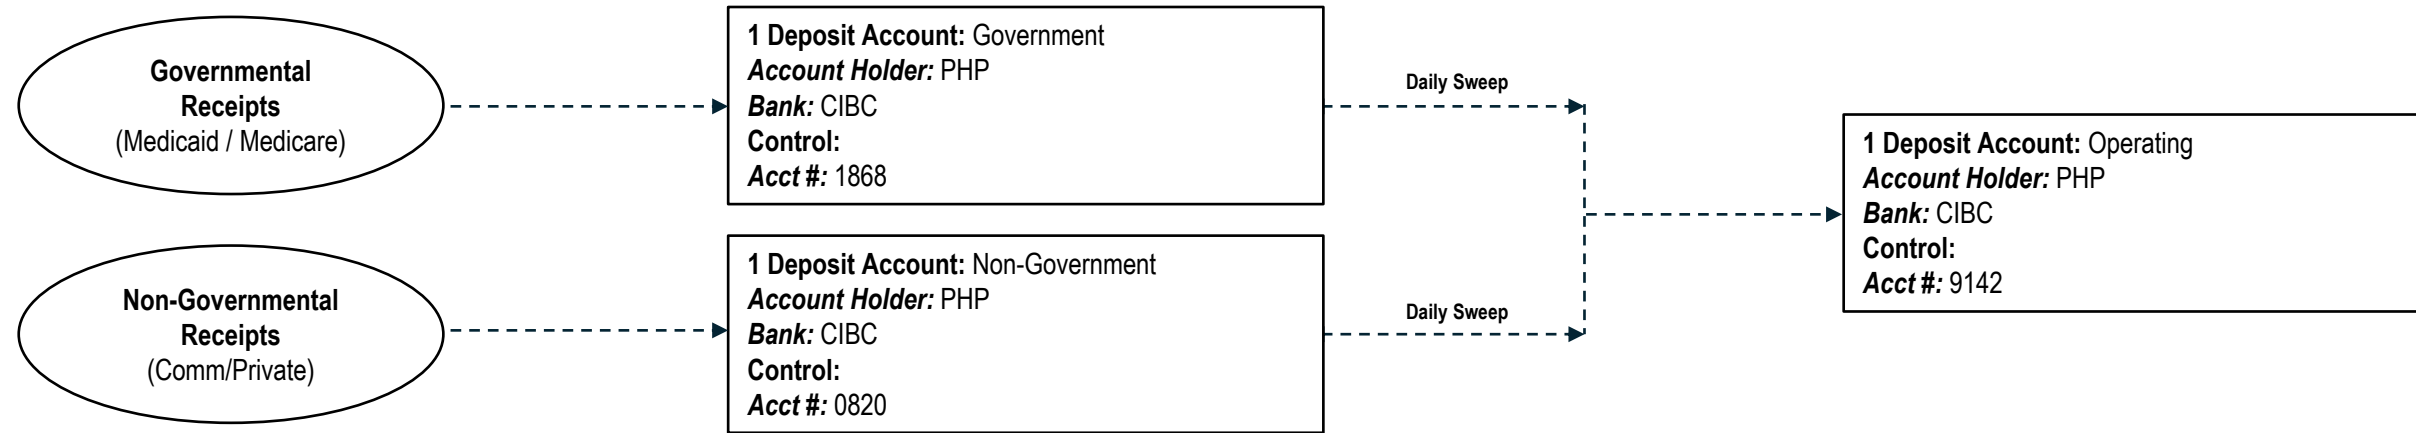 Governmental
Receipts
(Medicaid / Medicare)
1 Deposit Account: Government
Account Holder: PHP
Bank: CIBC
Control:
Acct #: 1868
Daily Sweep
Non-Governmental
Receipts
(Comm/Private)
1 Deposit Account: Non-Government
Account Holder: PHP
Bank: CIBC
Control:
Acct #: 0820
Daily Sweep
1 Deposit Account: Operating
Account Holder: PHP
Bank: CIBC
Control:
Acct #: 9142